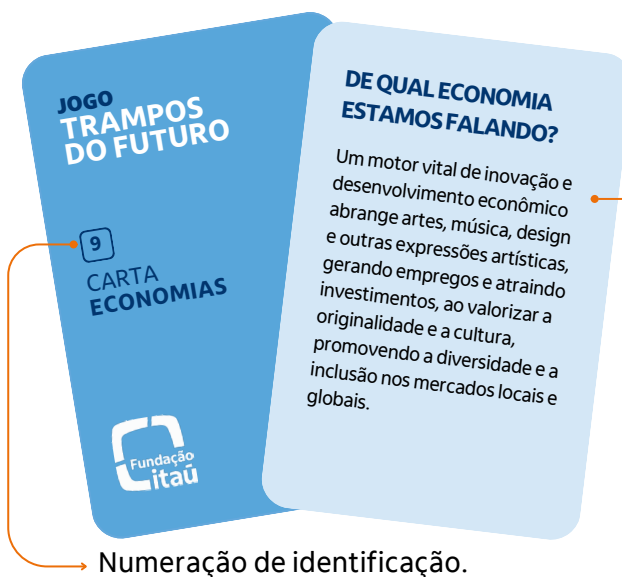 JOGO
TRAMPOS
DO FUTURO
9
CARTA
ECONOMIAS
Fundação
itaú
DE QUAL ECONOMIA
ESTAMOS FALANDO?
Um motor vital de inovação e
desenvolvimento econômico
abrange artes, música, design
e outras expressões artísticas,
gerando empregos e atraindo
investimentos, ao valorizar a
originalidade e a cultura,
promovendo a diversidade e a
inclusão nos mercados locais e
globais.
Numeração de identificação.